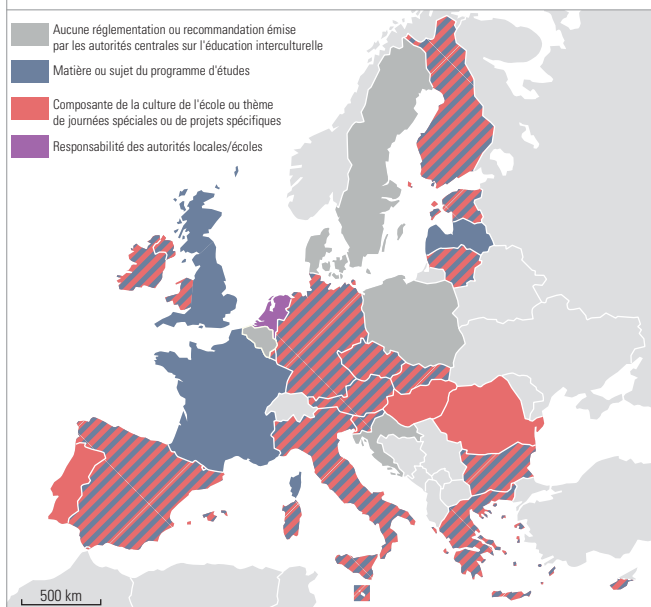 Aucune réglementation ou recommandation émise
par les autorités centrales sur l'éducation interculturelle
Matière ou sujet du programme d'études
Composante de la culture de l'école ou thème
de journées spéciales ou de projets spécifiques
Responsabilité des autorités locales/écoles
500 km